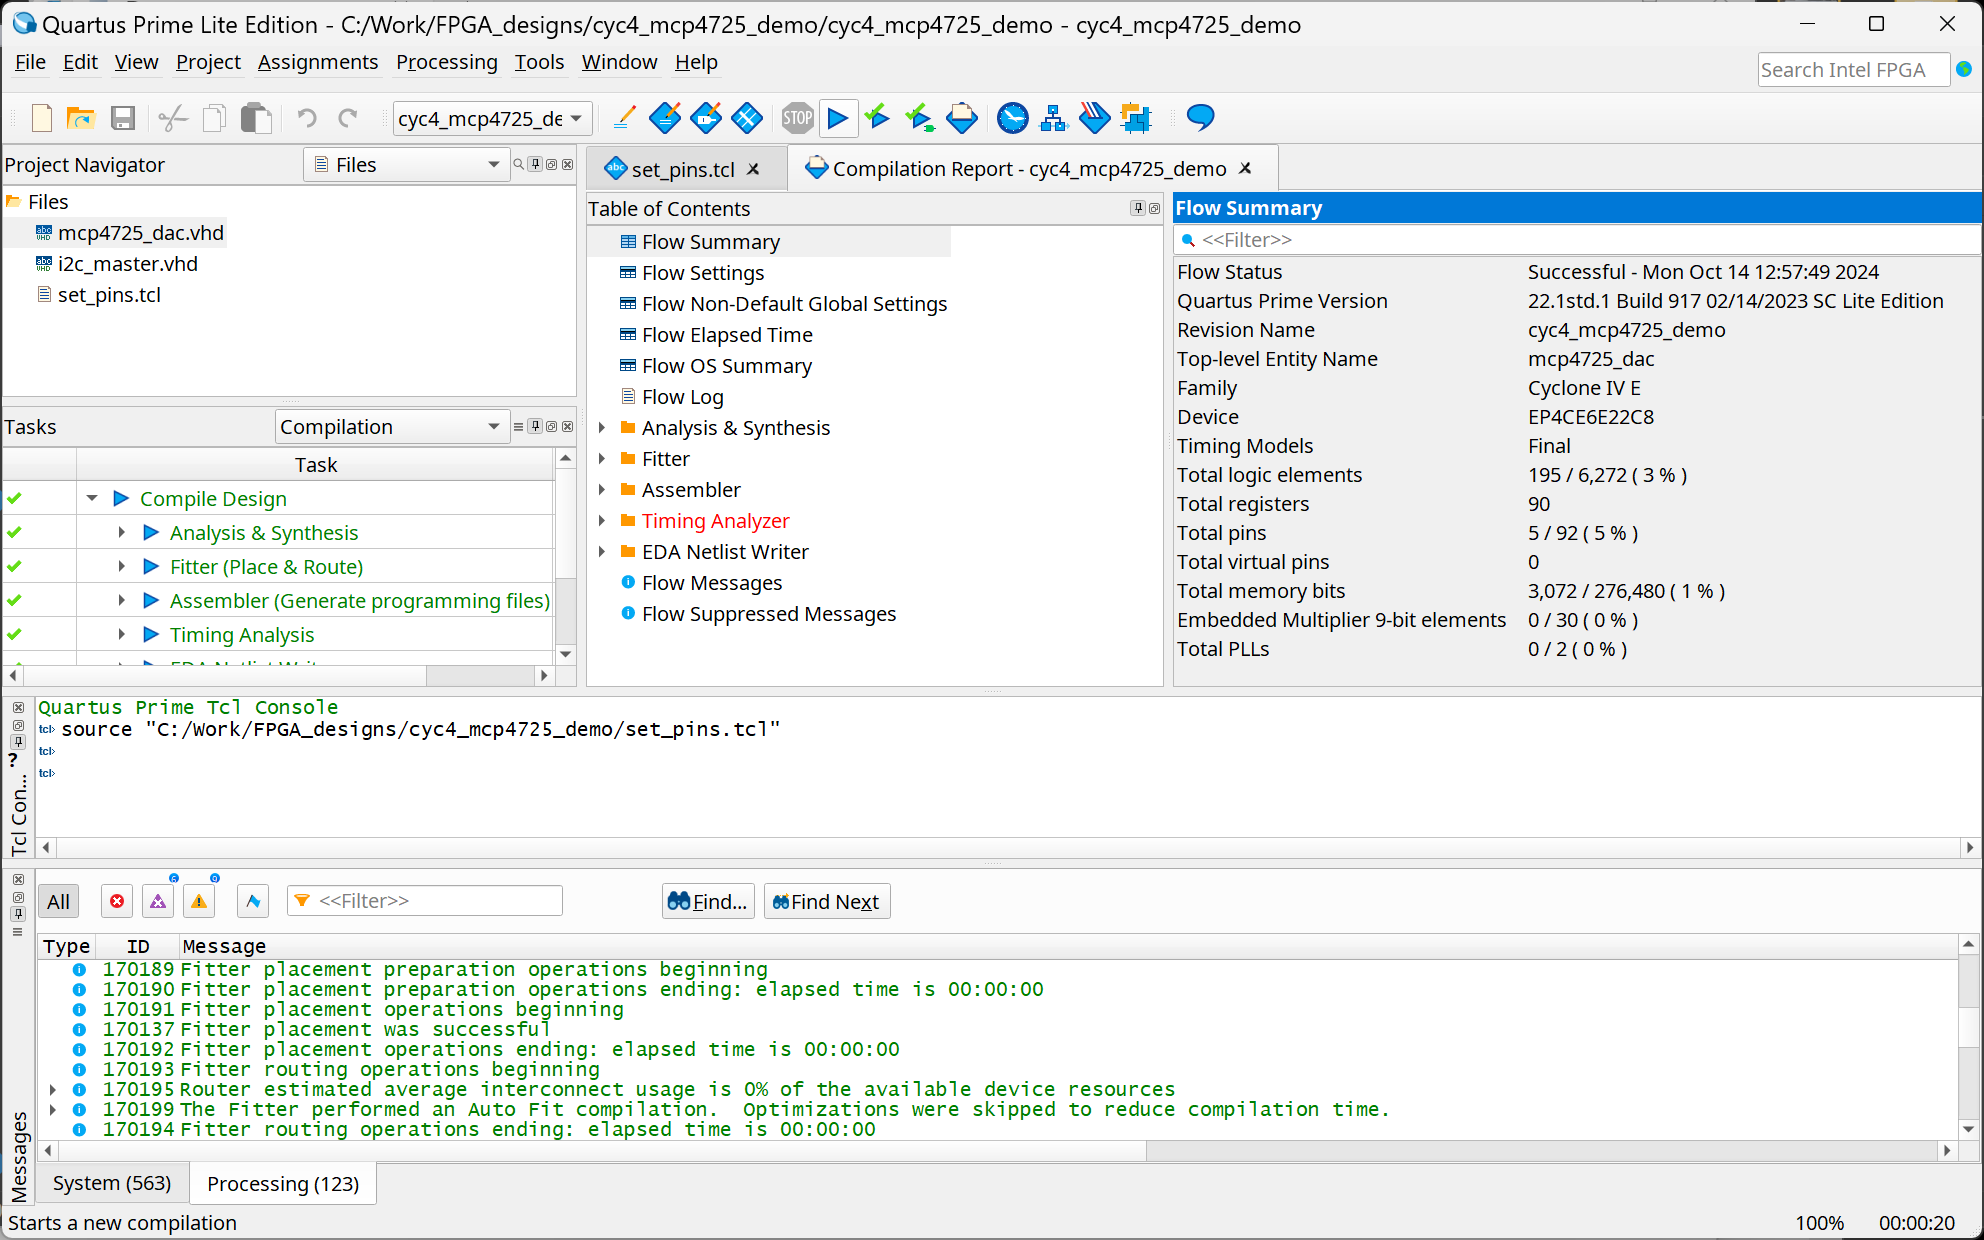 Quartus Prime Lite Edition - C:/Work/FPGA_designs/cyc4_mcp4725_demo/cyc4_mcp4725_demo - cyc4_mcp4725_demo
File Edit View Project Assignments Processing Tools Window Help
Search Intel FPGA
cyc4_mcp4725_de
STOP
Project Navigator
Files
Files
mcp4725_dac.vhd
i2c_master.vhd
set_pins.tcl
Tasks
Compilation
Task
Compile Design
Analysis & Synthesis
Fitter (Place & Route)
Assembler (Generate programming files)
Timing Analysis
set_pins.tcl
Compilation Report - cyc4_mcp4725_demo
Table of Contents
Flow Summary
Flow Settings
Flow Non-Default Global Settings
Flow Elapsed Time
Flow OS Summary
Flow Log
Analysis & Synthesis
Fitter
Assembler
Timing Analyzer
EDA Netlist Writer
Flow Messages
Flow Suppressed Messages
Flow Summary
<<Filter>>
Flow Status Successful - Mon Oct 14 12:57:49 2024
Quartus Prime Version 22.1std.1 Build 917 02/14/2023 SC Lite Edition
Revision Name cyc4_mcp4725_demo
Top-level Entity Name mcp4725_dac
Family Cyclone IV E
Device EP4CE6E22C8
Timing Models Final
Total logic elements 195 / 6,272 ( 3 % )
Total registers 90
Total pins 5 / 92 ( 5 % )
Total virtual pins 0
Total memory bits 3,072 / 276,480 ( 1 % )
Embedded Multiplier 9-bit elements 0 / 30 ( 0 % )
Total PLLs 0 / 2 ( 0 % )
Tcl Con...
Quartus Prime Tcl Console
tcl> source "C:/Work/FPGA_designs/cyc4_mcp4725_demo/set_pins.tcl"
tcl>
tcl>
Messages
All
6
9
<<Filter>>
Find...
Find Next
Type ID Message
170189 Fitter placement preparation operations beginning
170190 Fitter placement preparation operations ending: elapsed time is 00:00:00
170191 Fitter placement operations beginning
170137 Fitter placement was successful
170192 Fitter placement operations ending: elapsed time is 00:00:00
170193 Fitter routing operations beginning
170195 Router estimated average interconnect usage is 0% of the available device resources
170199 The Fitter performed an Auto Fit compilation.  Optimizations were skipped to reduce compilation time.
170194 Fitter routing operations ending: elapsed time is 00:00:00
System (563)
Processing (123)
Starts a new compilation
100% 00:00:20